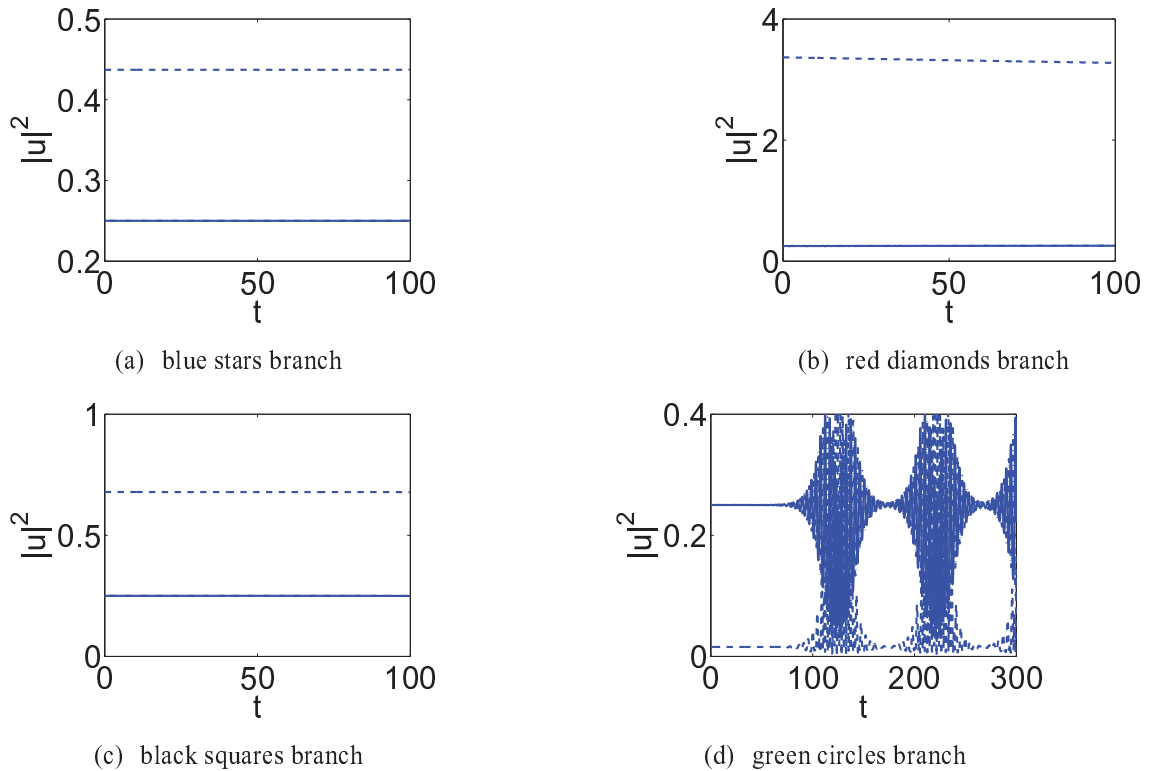 0.5
0.4
0.3
0.2
|u|²
0 50 100
t
(a) blue stars branch
4
2
0
|u|²
0 50 100
t
(b) red diamonds branch
1
0.5
0
|u|²
0 50 100
t
(c) black squares branch
0.4
0.2
0
|u|²
0 100 200 300
t
(d) green circles branch